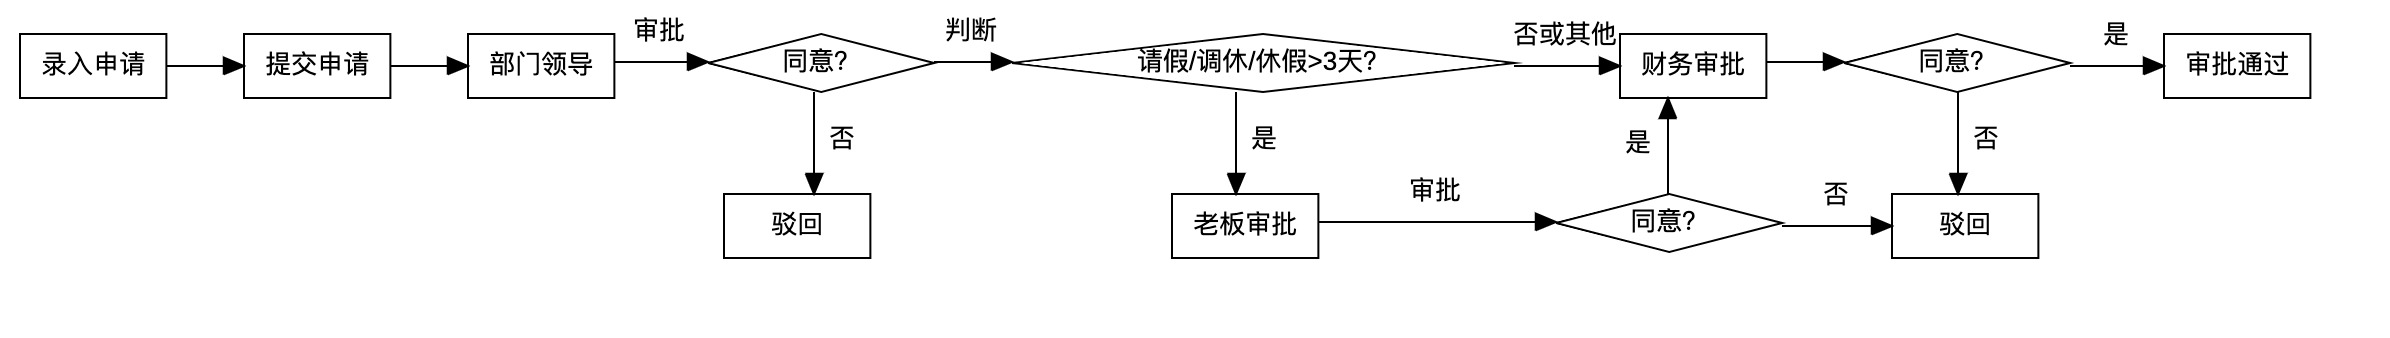 录入申请
提交申请
部门领导
审批
同意?
判断
请假/调休/休假>3天?
否或其他
财务审批
同意?
是
审批通过
否
是
是
否
驳回
老板审批
审批
同意?
否
驳回